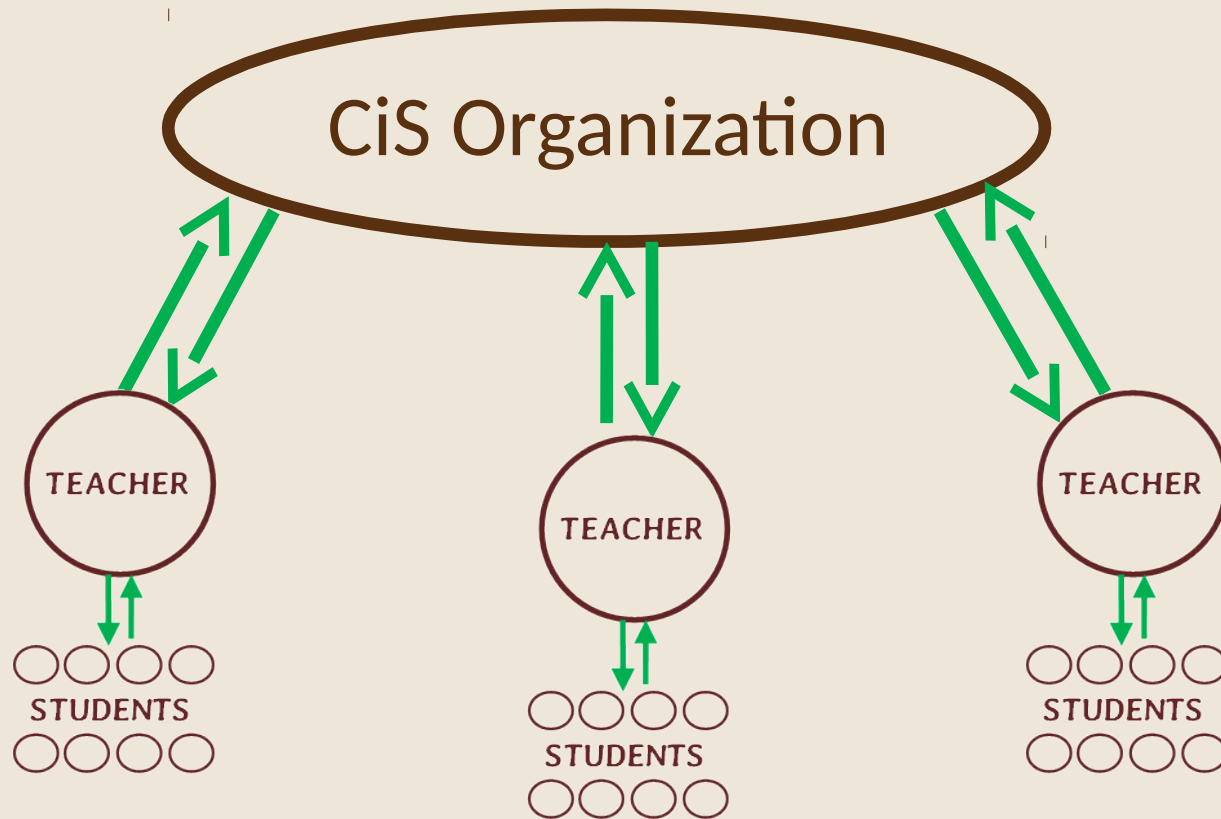 CiS Organization
TEACHER
TEACHER
TEACHER
STUDENTS
STUDENTS
STUDENTS